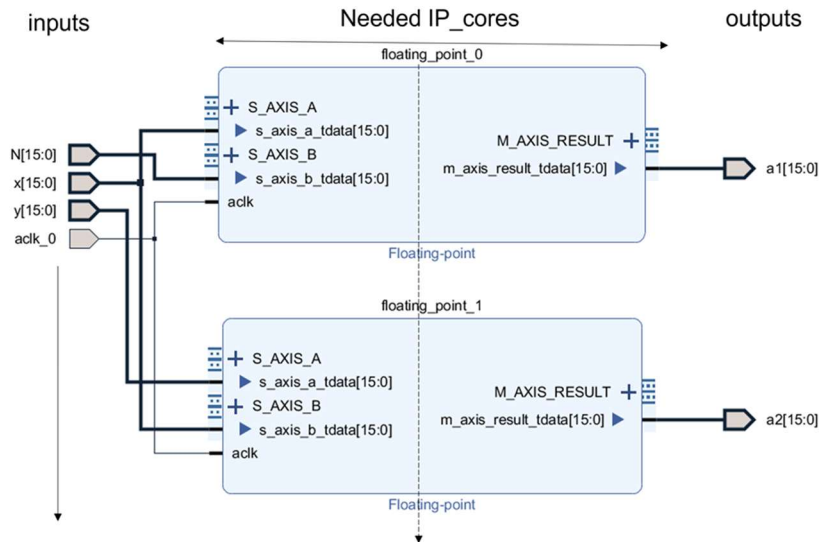 inputs
Needed IP_cores
outputs
floating_point_0
S_AXIS_A
s_axis_a_tdata[15:0]
S_AXIS_B
s_axis_b_tdata[15:0]
aclk
M_AXIS_RESULT
m_axis_result_tdata[15:0]
Floating-point
N[15:0]
x[15:0]
y[15:0]
aclk_0
a1[15:0]
floating_point_1
S_AXIS_A
s_axis_a_tdata[15:0]
S_AXIS_B
s_axis_b_tdata[15:0]
aclk
M_AXIS_RESULT
m_axis_result_tdata[15:0]
Floating-point
a2[15:0]